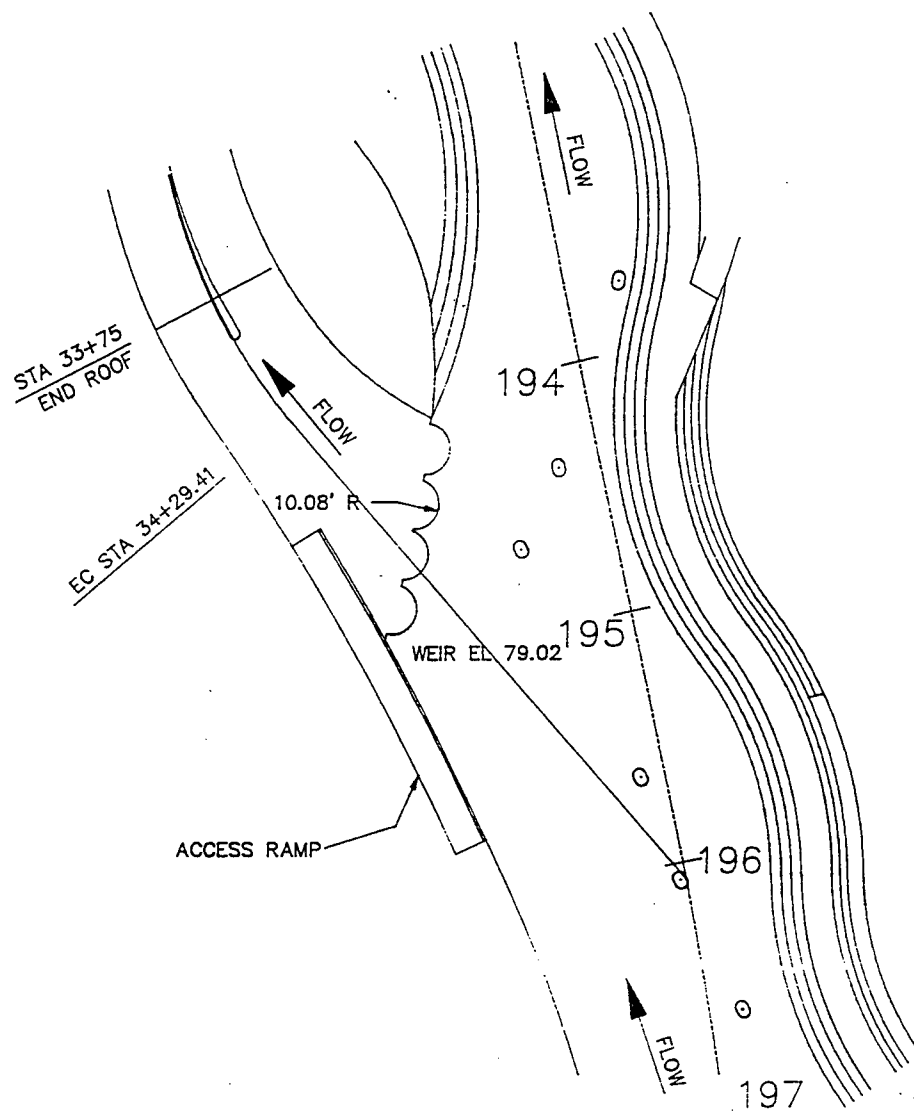 FLOW
194
STA 33+75
END ROOF
FLOW
10.08' R
EC STA 34+29.41
195
WEIR EL 79.02
ACCESS RAMP
196
FLOW
197